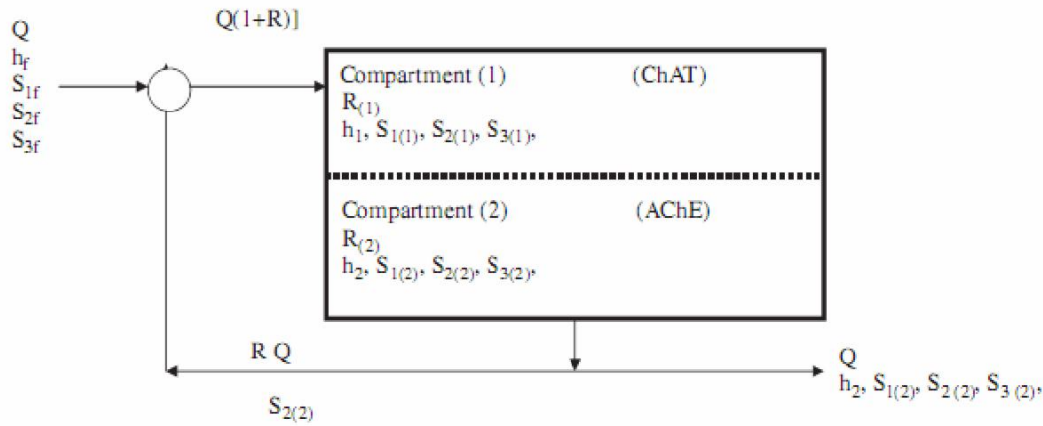 Q(1+R)]
Q
h_f
S_1f
S_2f
S_3f
Compartment (1) (ChAT)
R_(1)
h_1, S_1(1), S_2(1), S_3(1),
Compartment (2) (AChE)
R_(2)
h_2, S_1(2), S_2(2), S_3(2),
R Q
S_2(2)
Q
h_2, S_1(2), S_2(2), S_3(2),